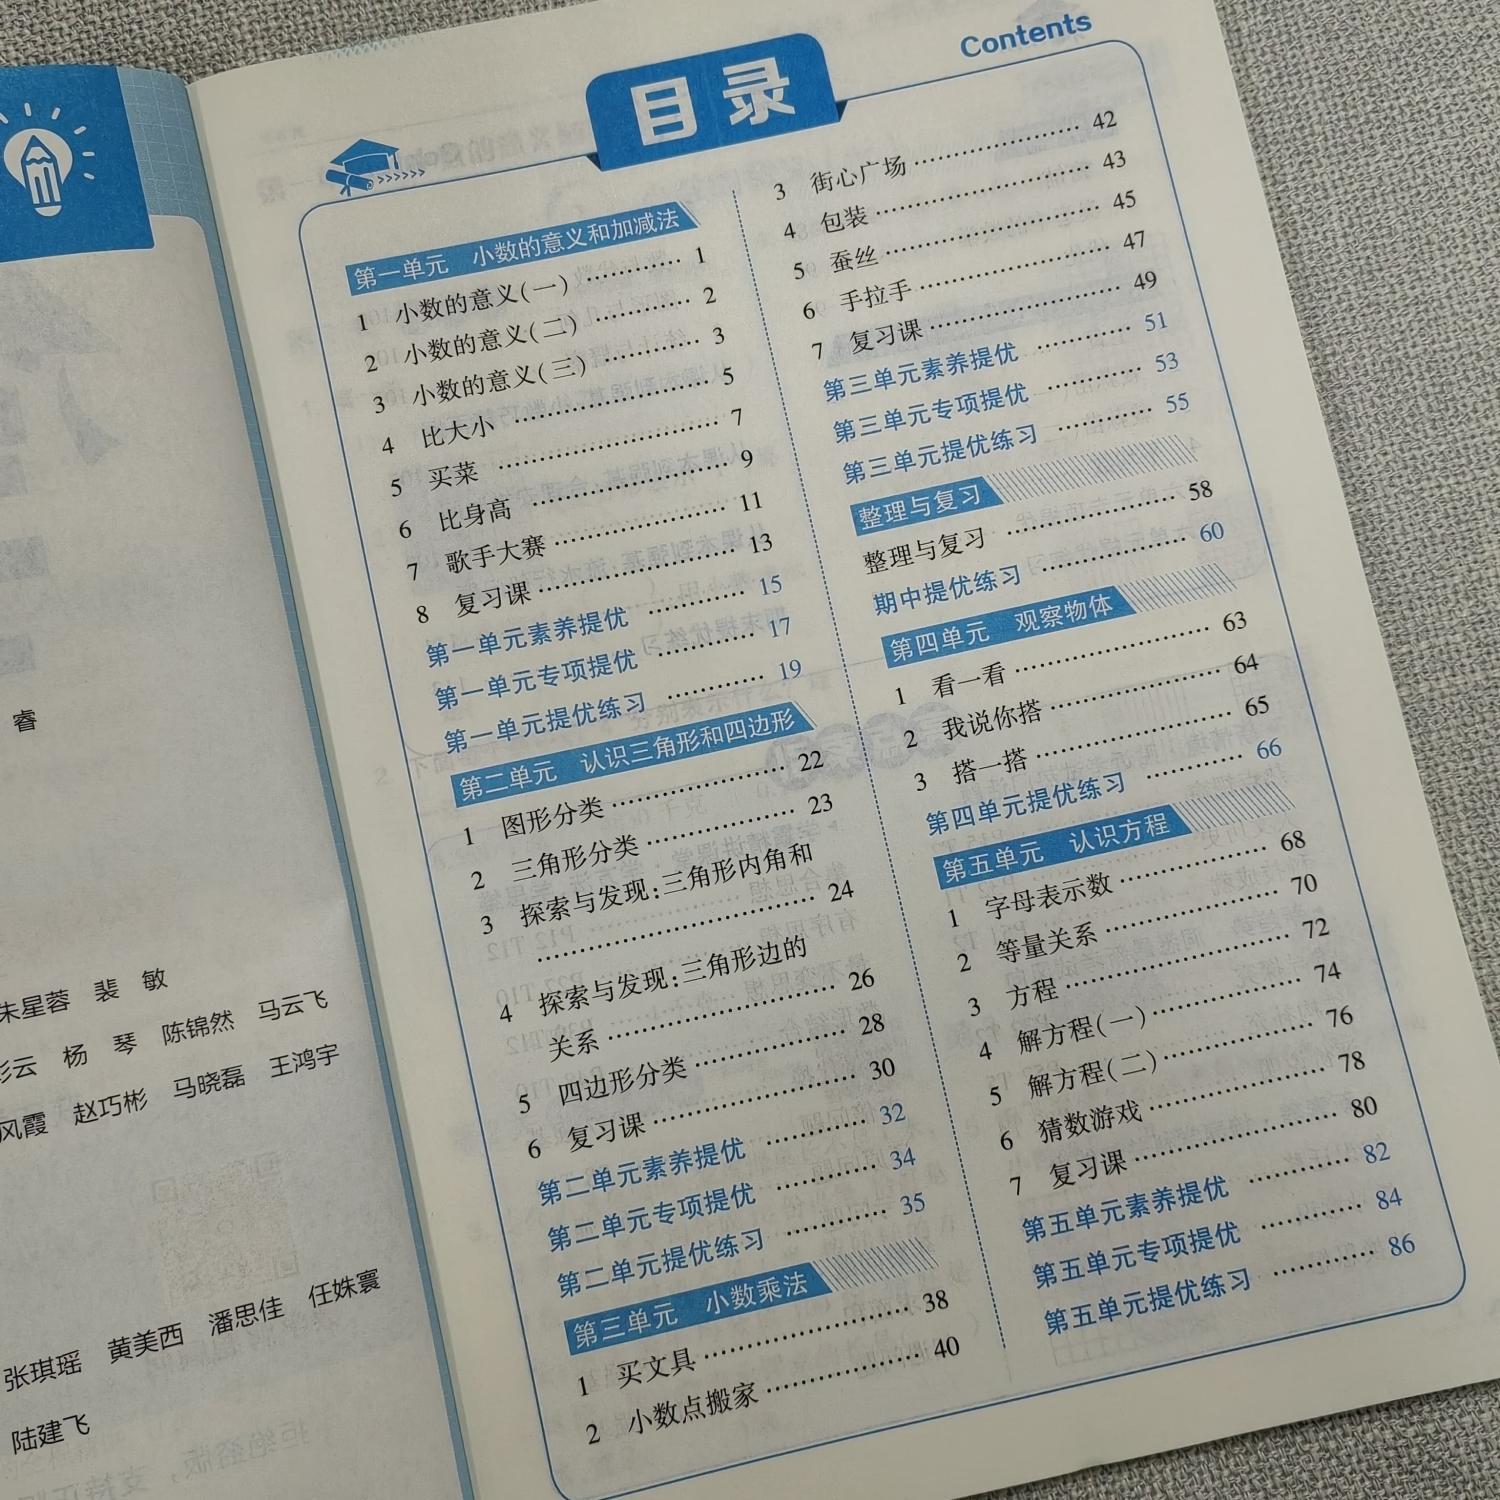 睿
朱星蓉 裴 敏
彩云 杨 琴 陈锦然 马云飞
风霞 赵巧彬 马晓磊 王鸿宇
张琪瑶 黄美西 潘思佳 任姝寰
陆建飞
目录
Contents
第一单元 小数的意义和加减法
1 小数的意义(一) ………… 1
2 小数的意义(二) ………… 2
3 小数的意义(三) ………… 3
4 比大小 ………… 5
5 买菜 ………… 7
6 比身高 ………… 9
7 歌手大赛 ………… 11
8 复习课 ………… 13
第一单元素养提优 ………… 15
第一单元专项提优 ………… 17
第一单元提优练习 ………… 19
第二单元 认识三角形和四边形
1 图形分类 ………… 22
2 三角形分类 ………… 23
3 探索与发现:三角形内角和
………… 24
4 探索与发现:三角形边的
关系 ………… 26
5 四边形分类 ………… 28
6 复习课 ………… 30
第二单元素养提优 ………… 32
第二单元专项提优 ………… 34
第二单元提优练习 ………… 35
第三单元 小数乘法
1 买文具 ………… 38
2 小数点搬家 ………… 40
3 街心广场 ………… 42
4 包装 ………… 43
5 蚕丝 ………… 45
6 手拉手 ………… 47
7 复习课 ………… 49
第三单元素养提优 ………… 51
第三单元专项提优 ………… 53
第三单元提优练习 ………… 55
整理与复习
整理与复习 ………… 58
期中提优练习 ………… 60
第四单元 观察物体
1 看一看 ………… 63
2 我说你搭 ………… 64
3 搭一搭 ………… 65
第四单元提优练习 ………… 66
第五单元 认识方程
1 字母表示数 ………… 68
2 等量关系 ………… 70
3 方程 ………… 72
4 解方程(一) ………… 74
5 解方程(二) ………… 76
6 猜数游戏 ………… 78
7 复习课 ………… 80
第五单元素养提优 ………… 82
第五单元专项提优 ………… 84
第五单元提优练习 ………… 86